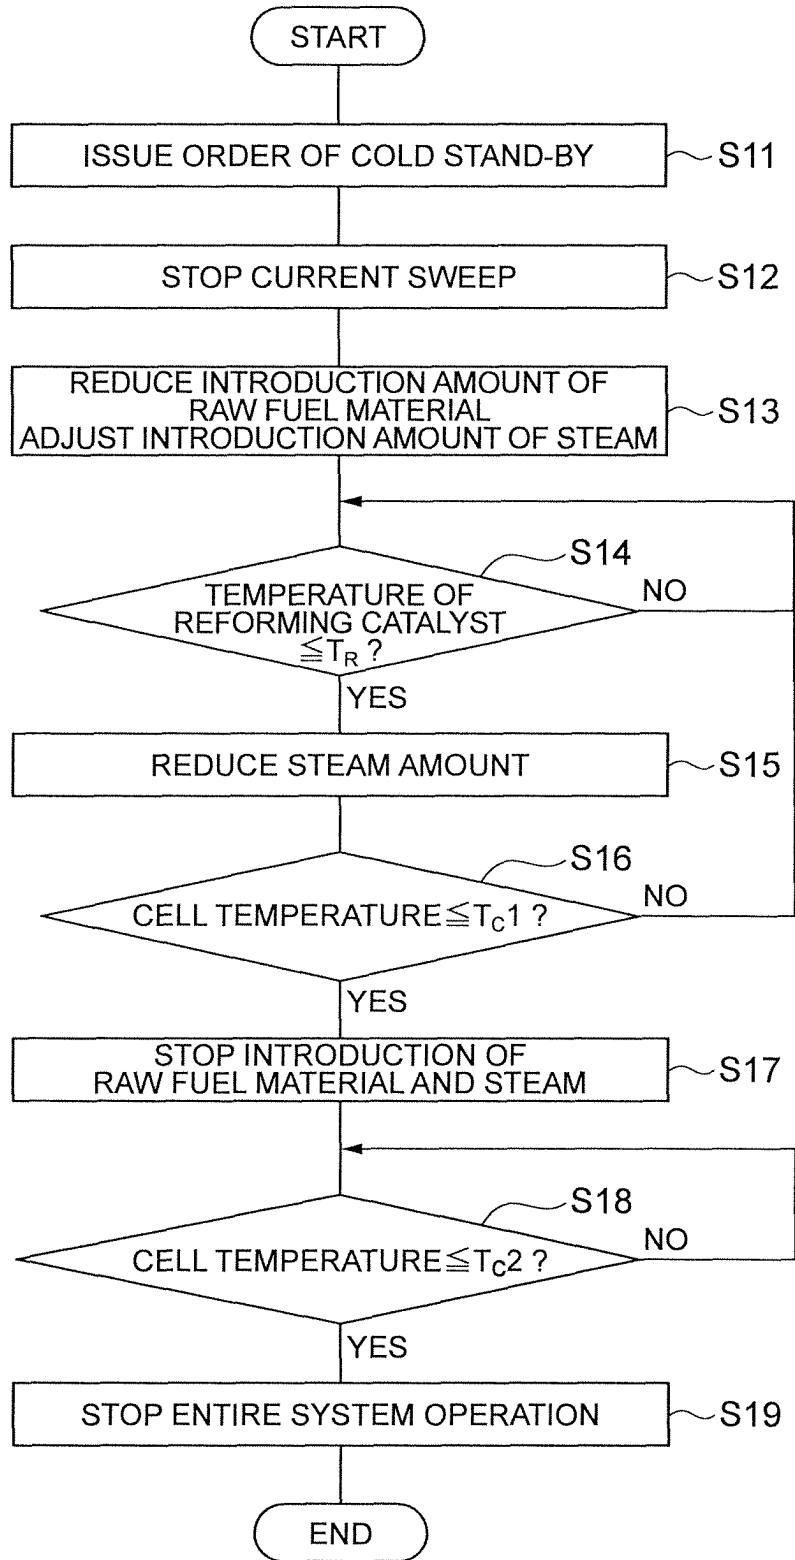 START
ISSUE ORDER OF COLD STAND-BY
S11
STOP CURRENT SWEEP
S12
REDUCE INTRODUCTION AMOUNT OF
RAW FUEL MATERIAL
ADJUST INTRODUCTION AMOUNT OF STEAM
S13
S14
TEMPERATURE OF
REFORMING CATALYST
≦TR ?
NO
YES
REDUCE STEAM AMOUNT
S15
S16
CELL TEMPERATURE≦TC1 ?
NO
YES
STOP INTRODUCTION OF
RAW FUEL MATERIAL AND STEAM
S17
S18
CELL TEMPERATURE≦TC2 ?
NO
YES
STOP ENTIRE SYSTEM OPERATION
S19
END